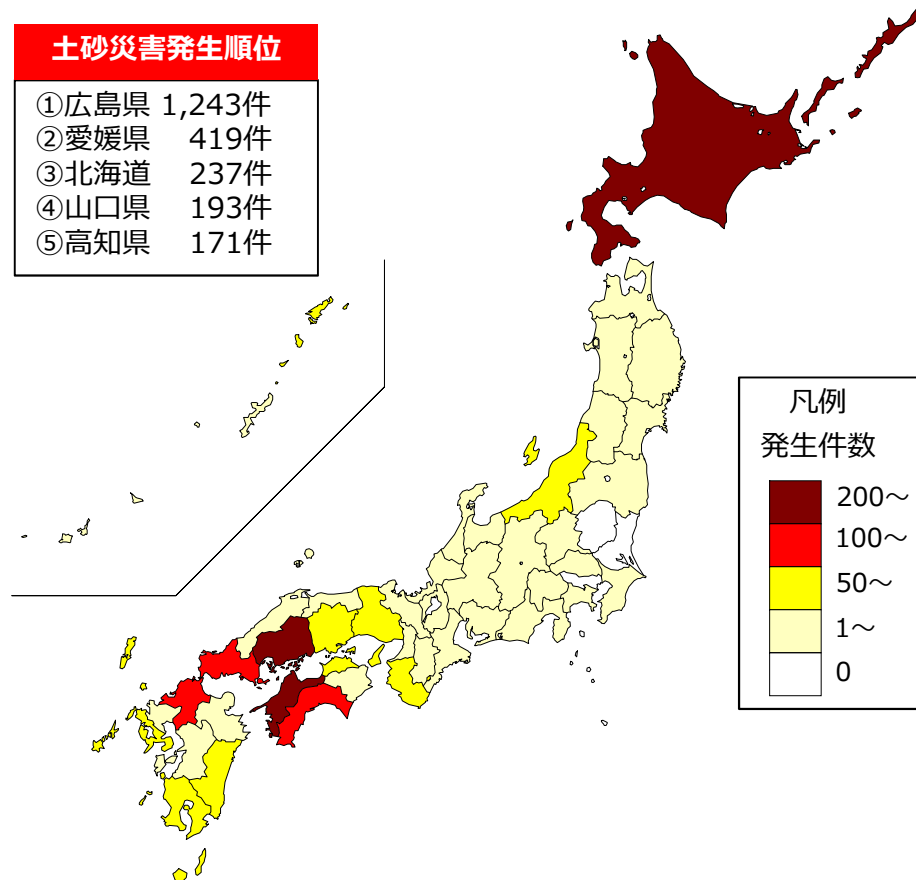 土砂災害発生順位
①広島県 1,243件
②愛媛県 419件
③北海道 237件
④山口県 193件
⑤高知県 171件
凡例
発生件数
200～
100～
50～
1～
0